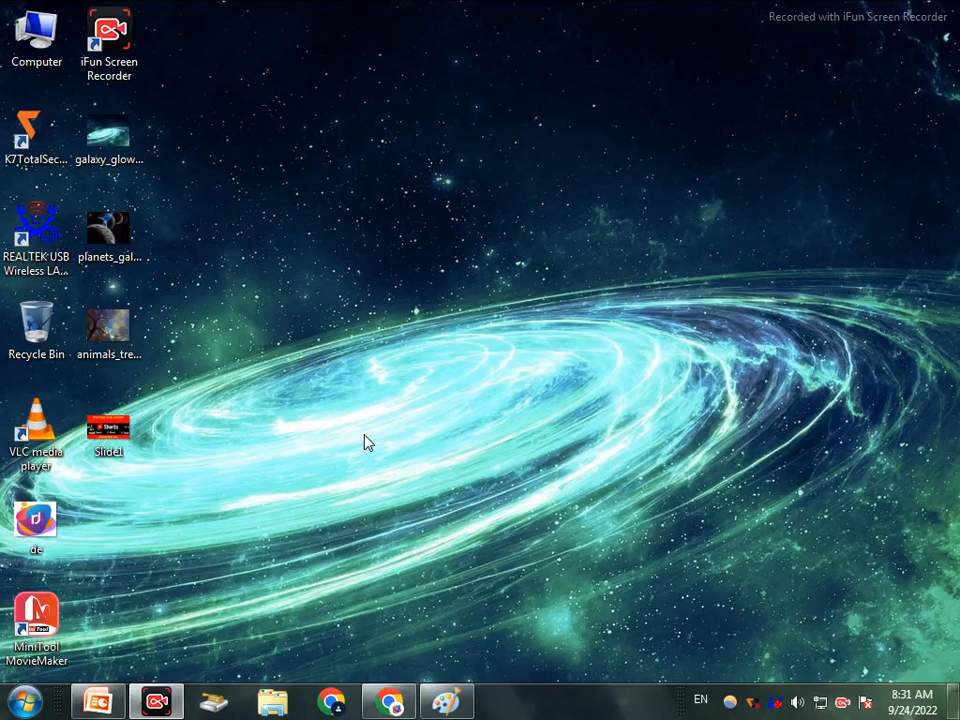 Recorded with iFun Screen Recorder
Computer
iFun Screen
Recorder
K7TotalSec...
galaxy_glow...
REALTEK USB
Wireless LA...
planets_gal...
Recycle Bin
animals_tre...
VLC media
player
Shorts
Slide1
de
MiniTool
MovieMaker
EN
8:31 AM
9/24/2022